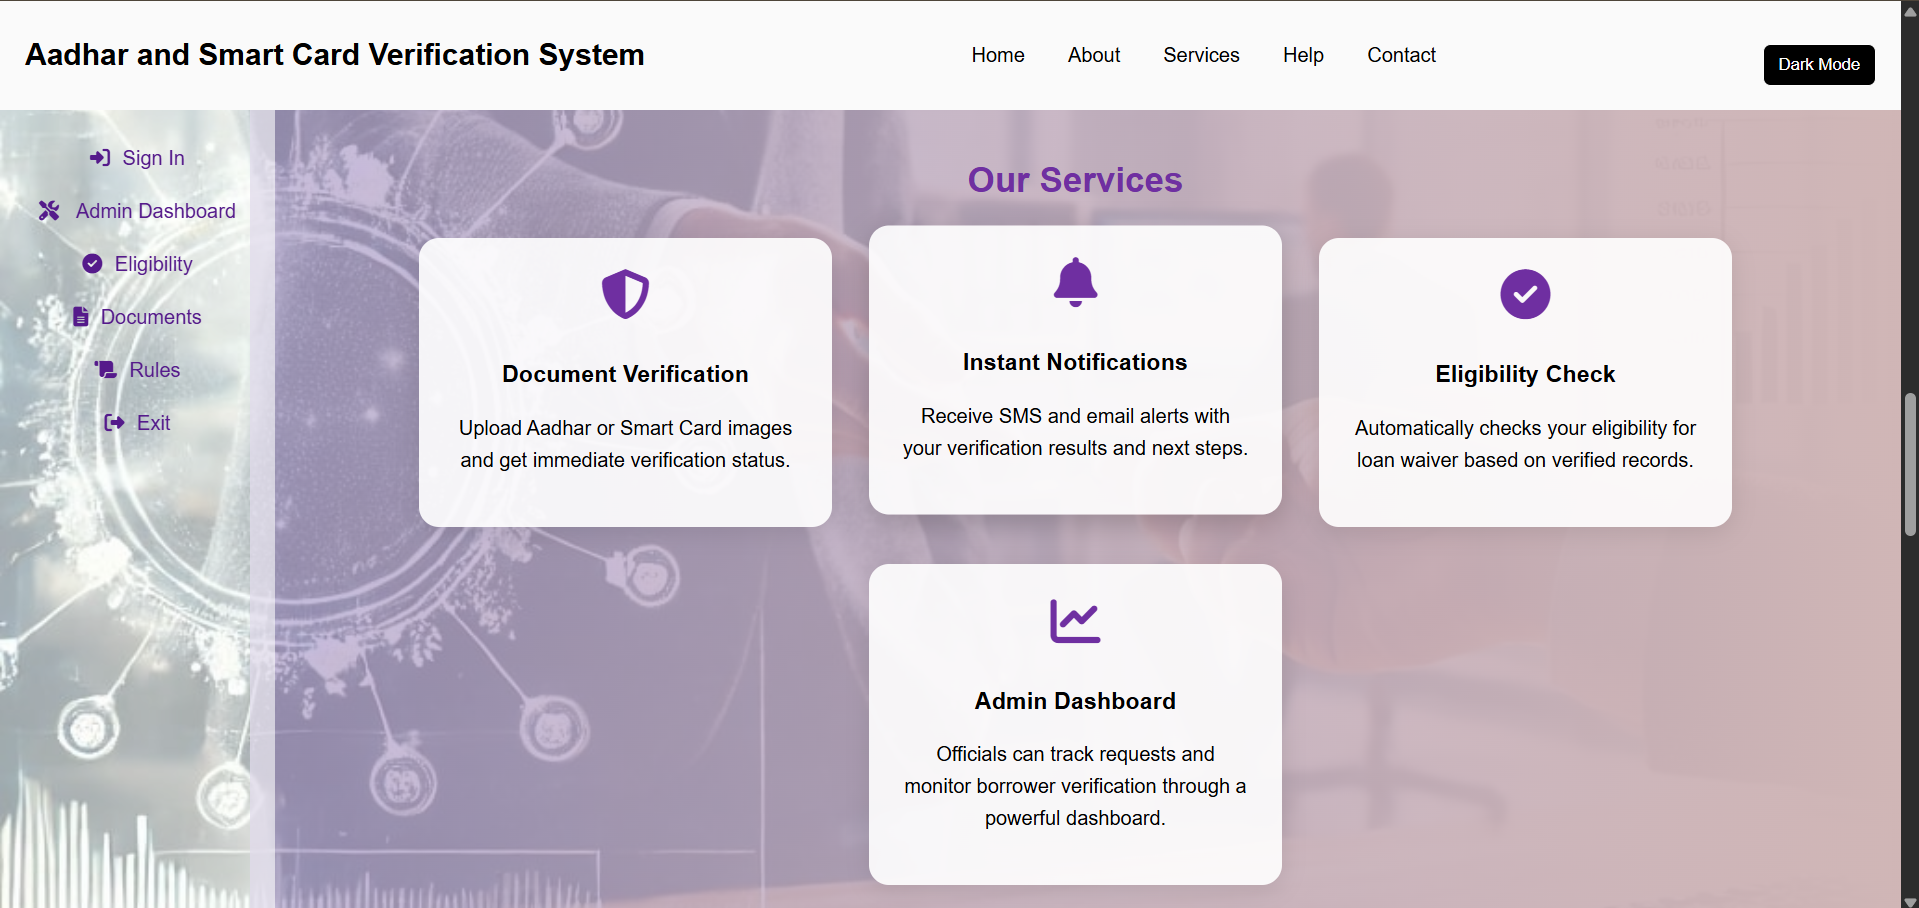 Aadhar and Smart Card Verification System
Home
About
Services
Help
Contact
Dark Mode
Sign In
Admin Dashboard
Eligibility
Documents
Rules
Exit
Our Services
Document Verification
Upload Aadhar or Smart Card images
and get immediate verification status.
Instant Notifications
Receive SMS and email alerts with
your verification results and next steps.
Eligibility Check
Automatically checks your eligibility for
loan waiver based on verified records.
Admin Dashboard
Officials can track requests and
monitor borrower verification through a
powerful dashboard.